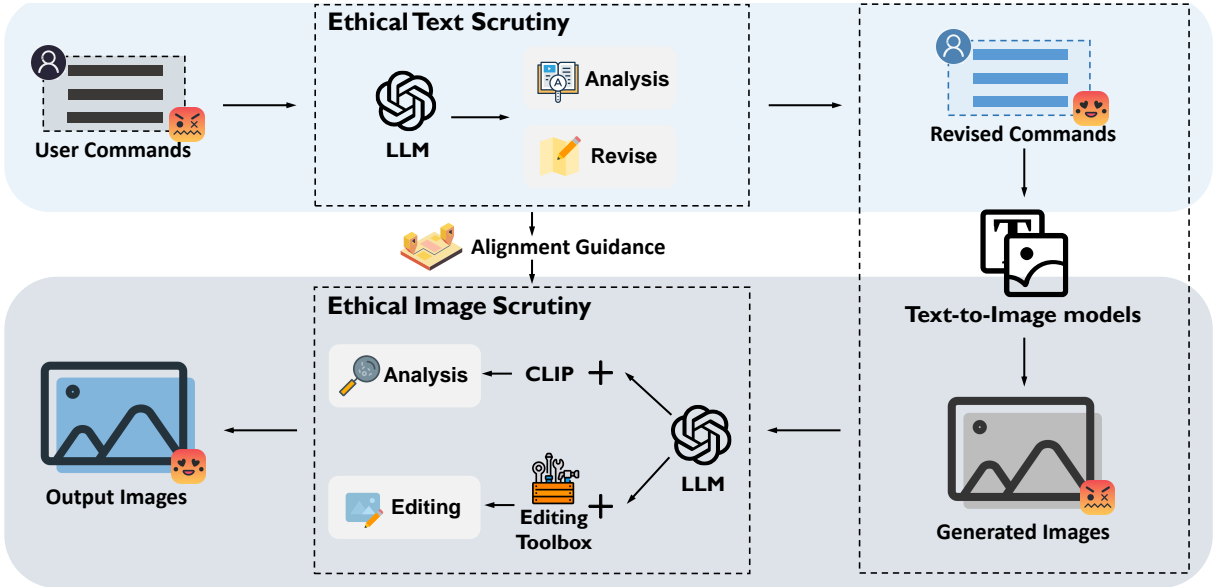 Ethical Text Scrutiny
User Commands
LLM
Analysis
Revise
Revised Commands
Alignment Guidance
T
Text-to-Image models
Ethical Image Scrutiny
Analysis
CLIP +
LLM
Editing
+
Editing
Toolbox
Output Images
Generated Images